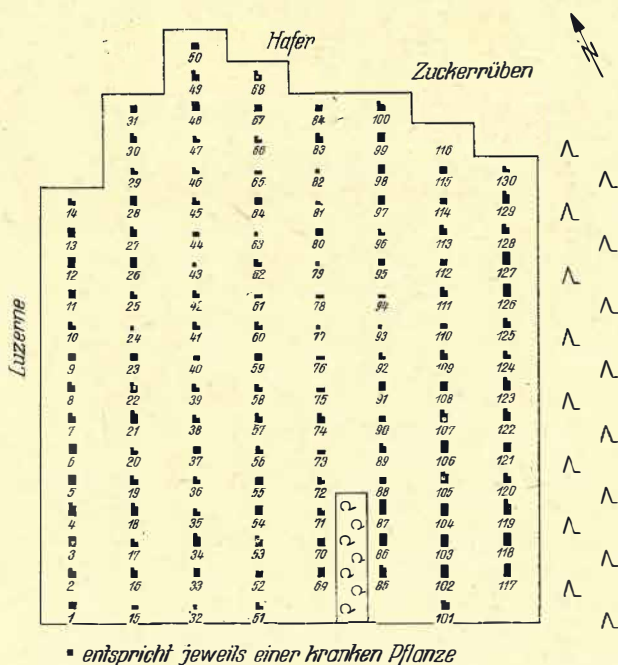 Hafer
N
50
Zuckerrüben
49 68
31 48 67 84 100
30 47 66 83 99 116
29 46 65 82 98 115 130
14 28 45 64 81 97 114 129
13 27 44 63 80 96 113 128
12 26 43 62 79 95 112 127
11 25 42 61 78 94 111 126
Luzerne
10 24 41 60 77 93 110 125
9 23 40 59 76 92 109 124
8 22 39 58 75 91 108 123
7 21 38 57 74 90 107 122
6 20 37 56 73 89 106 121
5 19 36 55 72 88 105 120
4 18 35 54 71 87 104 119
3 17 34 53 70 86 103 118
2 16 33 52 69 85 102 117
1 15 32 51 101
entspricht jeweils einer kranken Pflanze